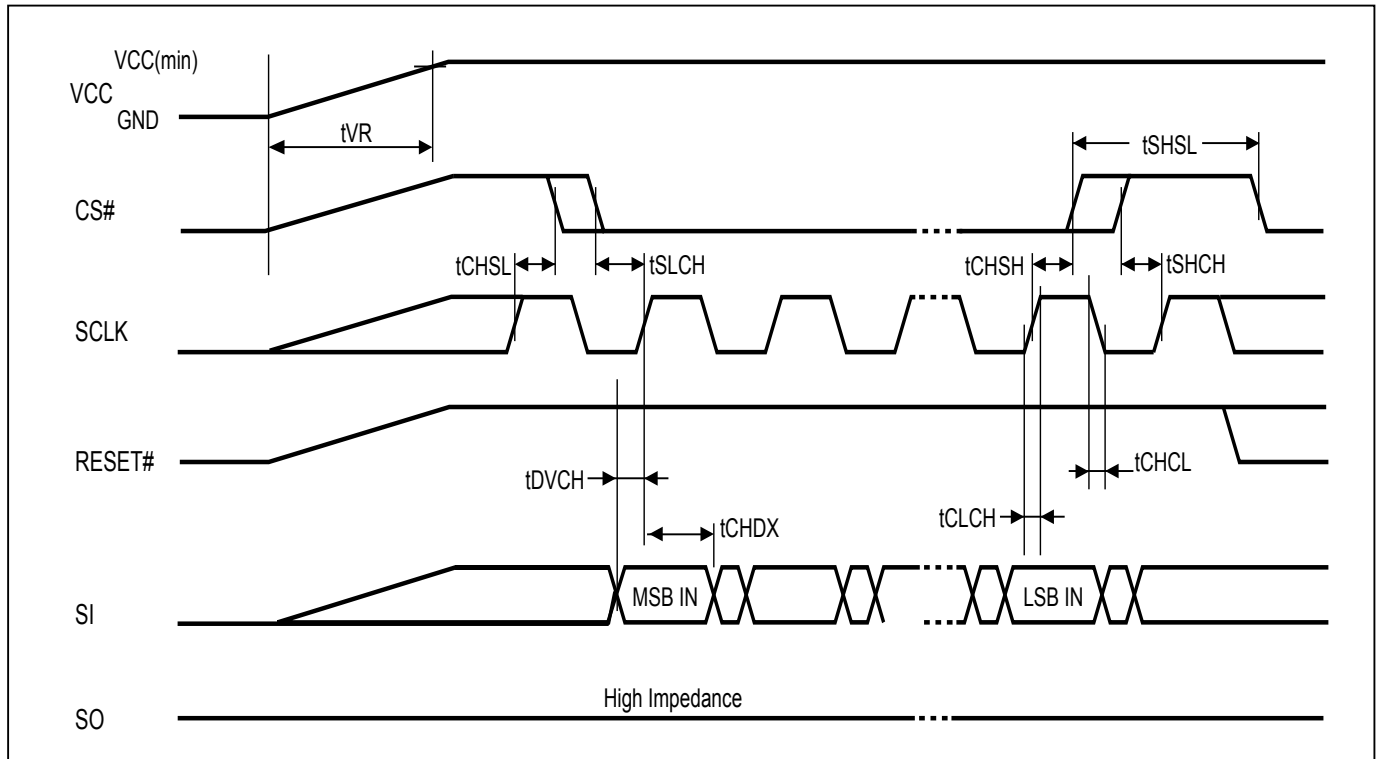 VCC(min)
VCC
GND
tVR
tSHSL
CS#
tCHSL
tSLCH
tCHSH
tSHCH
SCLK
RESET#
tDVCH
tCHCL
tCLCH
tCHDX
SI
MSB IN
LSB IN
High Impedance
SO